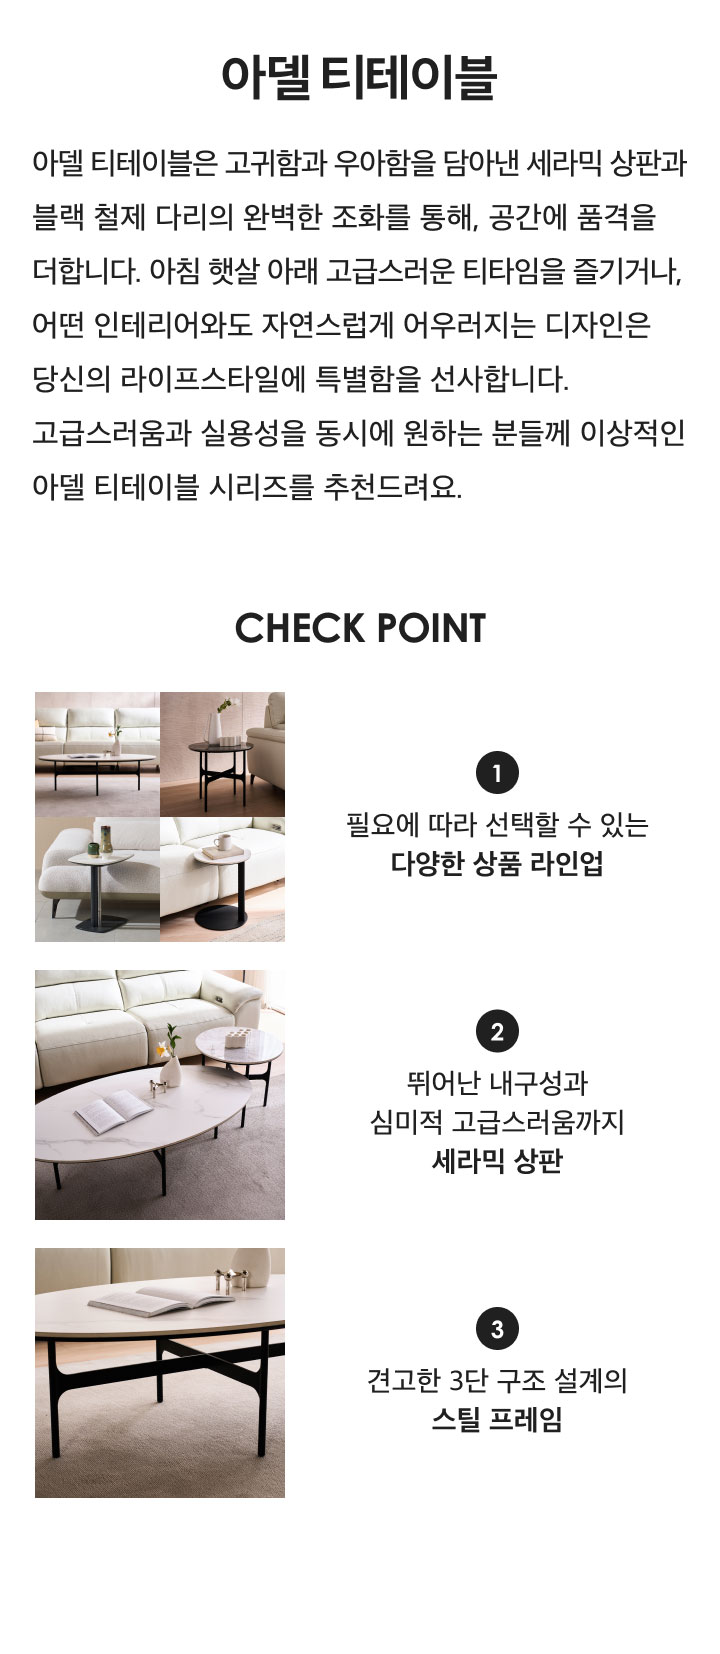 아델 티테이블
아델 티테이블은 고귀함과 우아함을 담아낸 세라믹 상판과
블랙 철제 다리의 완벽한 조화를 통해, 공간에 품격을
더합니다. 아침 햇살 아래 고급스러운 티타임을 즐기거나,
어떤 인테리어와도 자연스럽게 어우러지는 디자인은
당신의 라이프스타일에 특별함을 선사합니다.
고급스러움과 실용성을 동시에 원하는 분들께 이상적인
아델 티테이블 시리즈를 추천드려요.
CHECK POINT
1
필요에 따라 선택할 수 있는
다양한 상품 라인업
2
뛰어난 내구성과
심미적 고급스러움까지
세라믹 상판
3
견고한 3단 구조 설계의
스틸 프레임